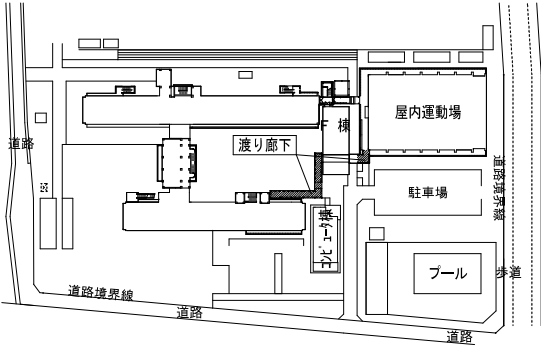 屋内運動場
F 棟
渡り廊下
道路
道路境界線
駐車場
コンピュータ棟
プール
歩道
道路境界線
道路
道路